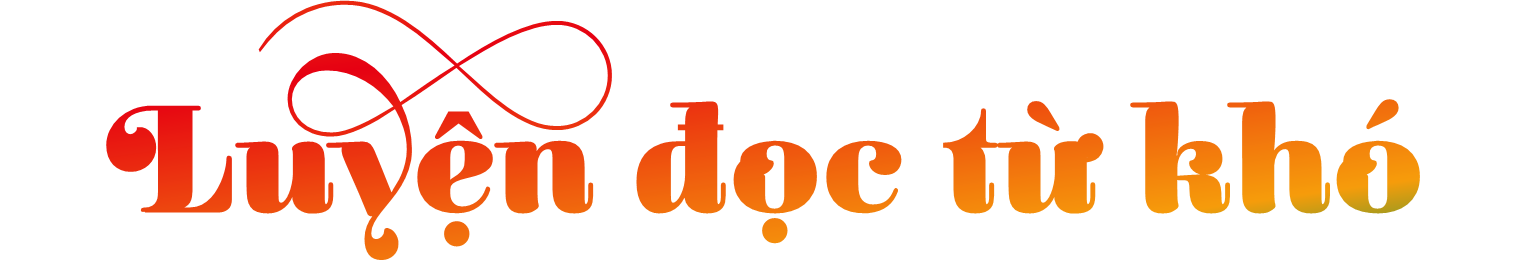 Luyện đọc từ khó